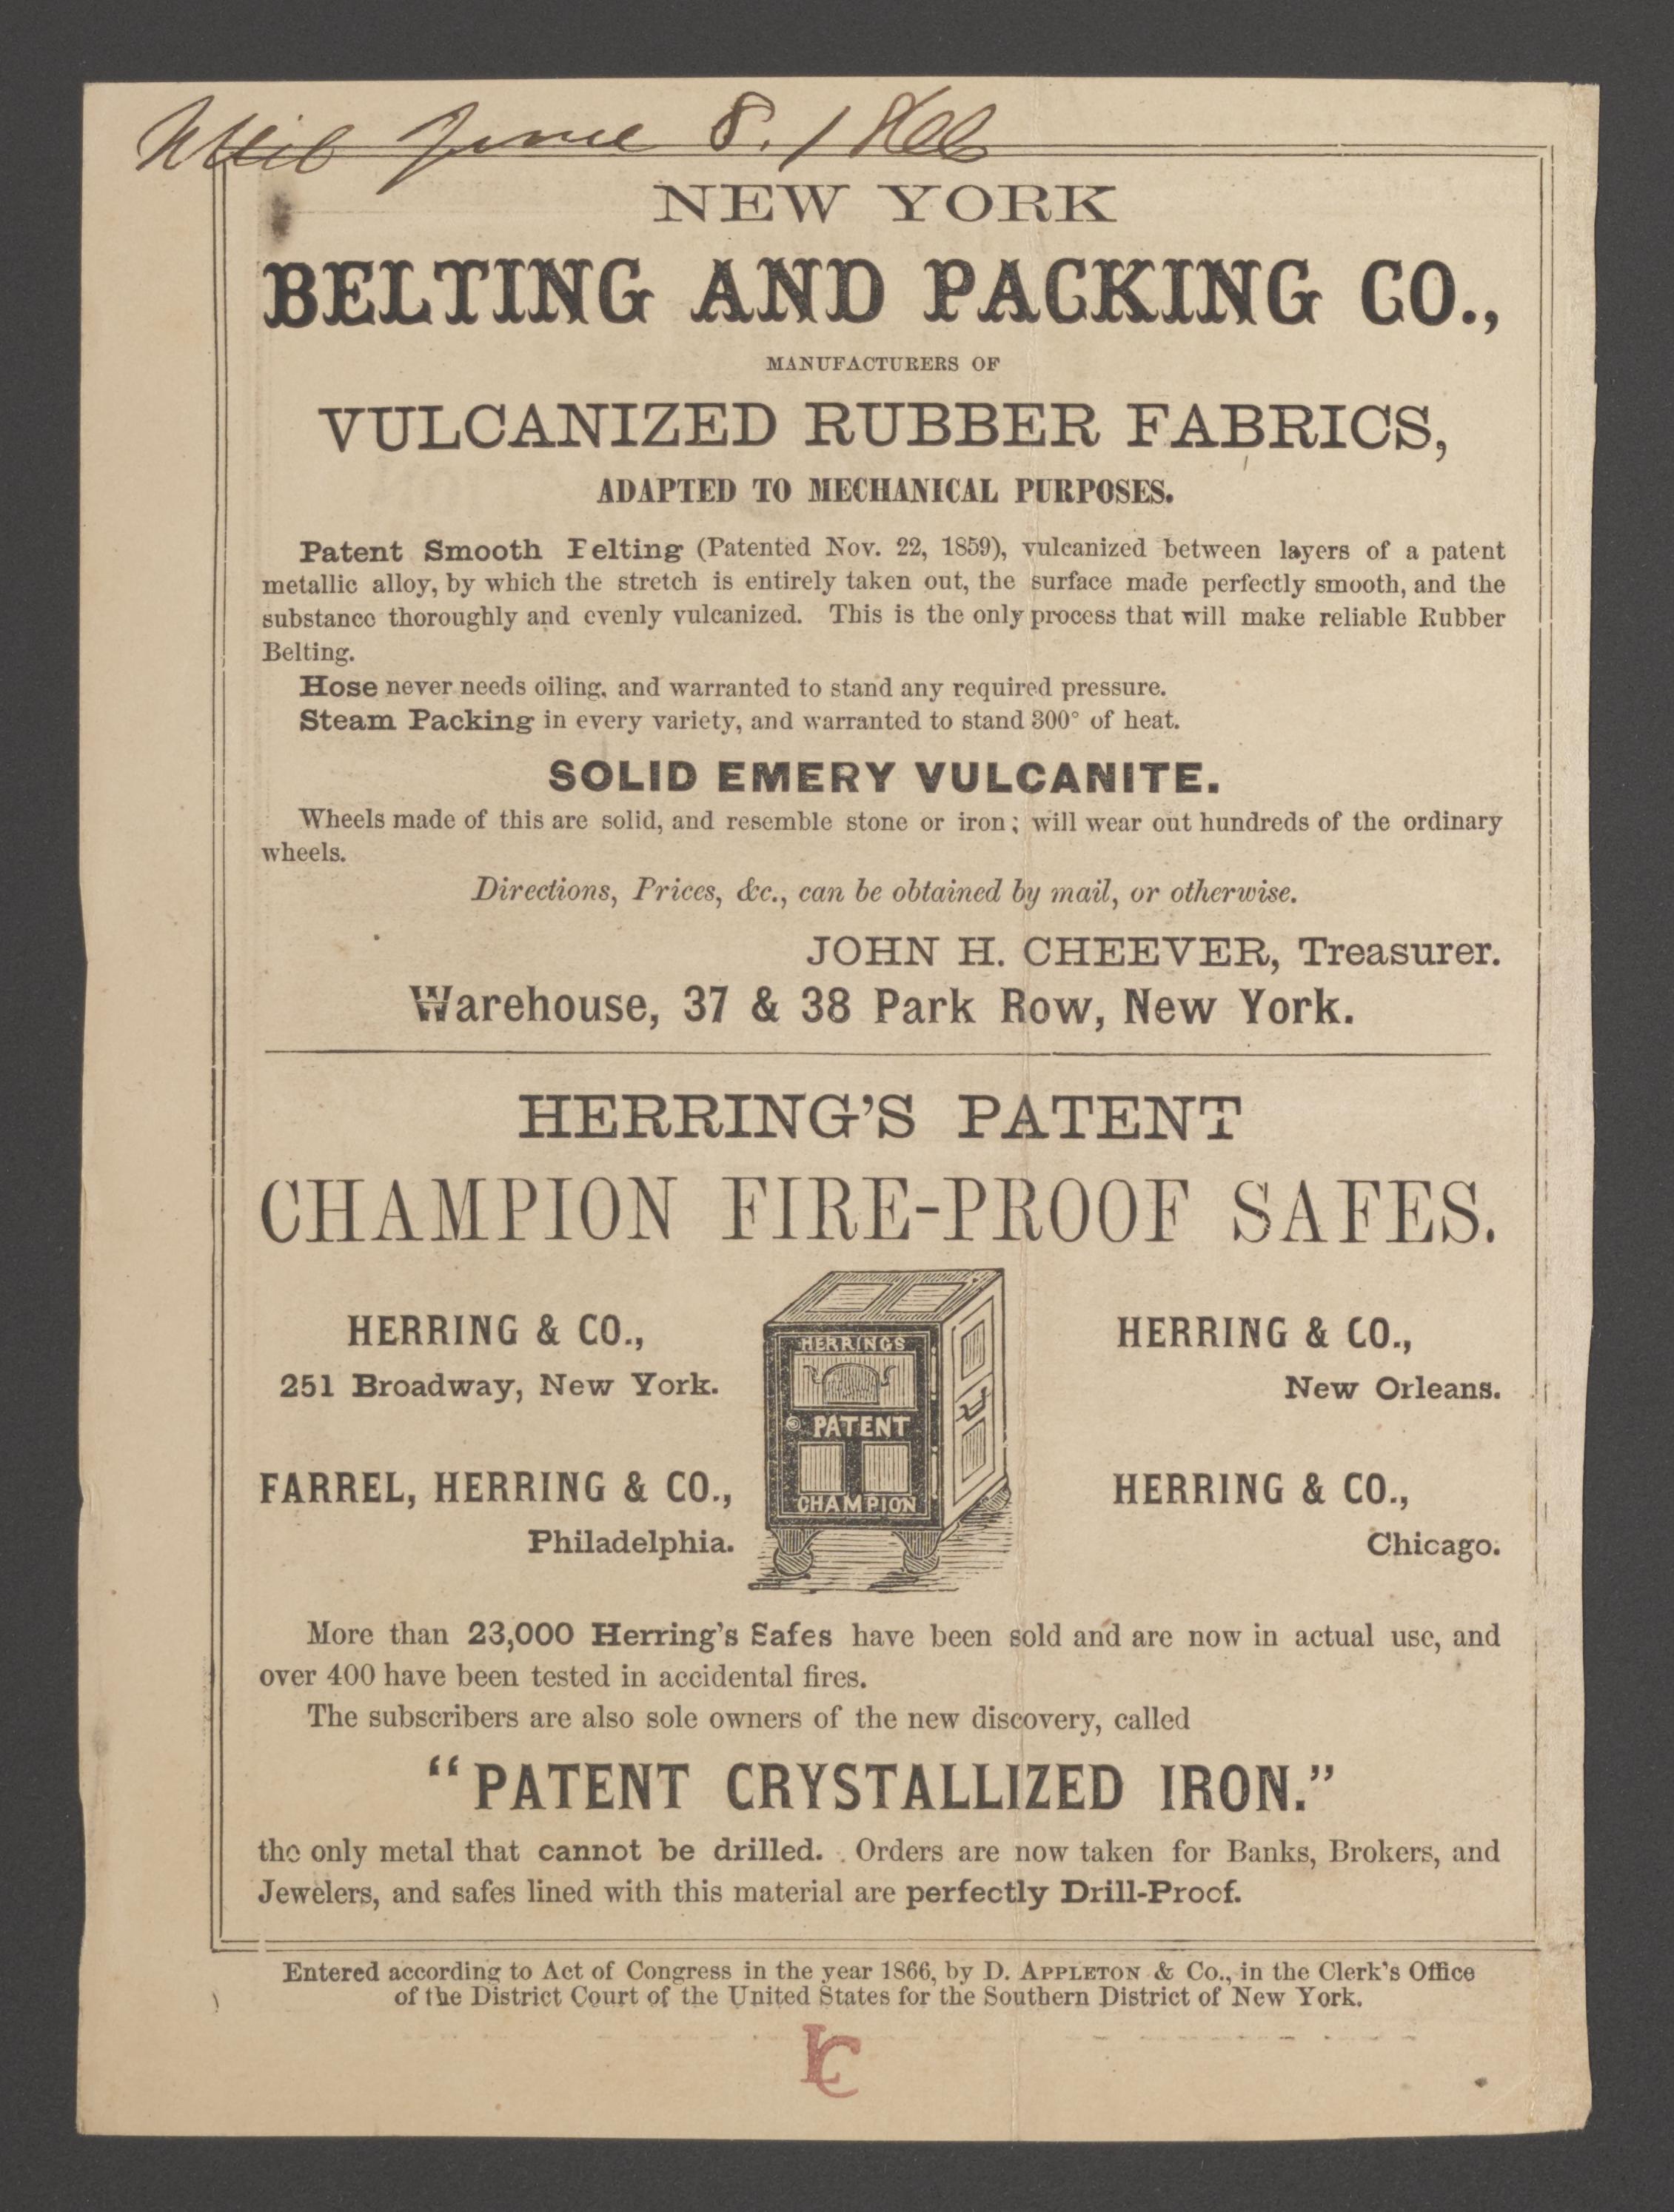 June 8. 1866
NEW YORK
BELTING AND PACKING CO.,
MANUFACTURERS OF
VULCANIZED RUBBER FABRICS,
ADAPTED TO MECHANICAL PURPOSES.
Patent Smooth Felting (Patented Nov. 22, 1859), vulcanized between layers of a patent
metallic alloy, by which the stretch is entirely taken out, the surface made perfectly smooth, and the
substance thoroughly and evenly vulcanized. This is the only process that will make reliable Rubber
Belting.
Hose never needs oiling, and warranted to stand any required pressure.
Steam Packing in every variety, and warranted to stand 300° of heat.
SOLID EMERY VULCANITE.
Wheels made of this are solid, and resemble stone or iron; will wear out hundreds of the ordinary
wheels.
Directions, Prices, &c., can be obtained by mail, or otherwise.
JOHN H. CHEEVER, Treasurer.
Warehouse, 37 & 38 Park Row, New York.
HERRING'S PATENT
CHAMPION FIRE-PROOF SAFES.
HERRING & CO.,
251 Broadway, New York.
FARREL, HERRING & CO.,
Philadelphia.
HERRING'S
PATENT
CHAMPION
HERRING & CO.,
New Orleans.
HERRING & CO.,
Chicago.
More than 23,000 Herring's Safes have been sold and are now in actual use, and
over 400 have been tested in accidental fires.
The subscribers are also sole owners of the new discovery, called
"PATENT CRYSTALLIZED IRON."
the only metal that cannot be drilled. Orders are now taken for Banks, Brokers, and
Jewelers, and safes lined with this material are perfectly Drill-Proof.
Entered according to Act of Congress in the year 1866, by D. APPLETON & Co., in the Clerk's Office
of the District Court of the United States for the Southern District of New York.
LC